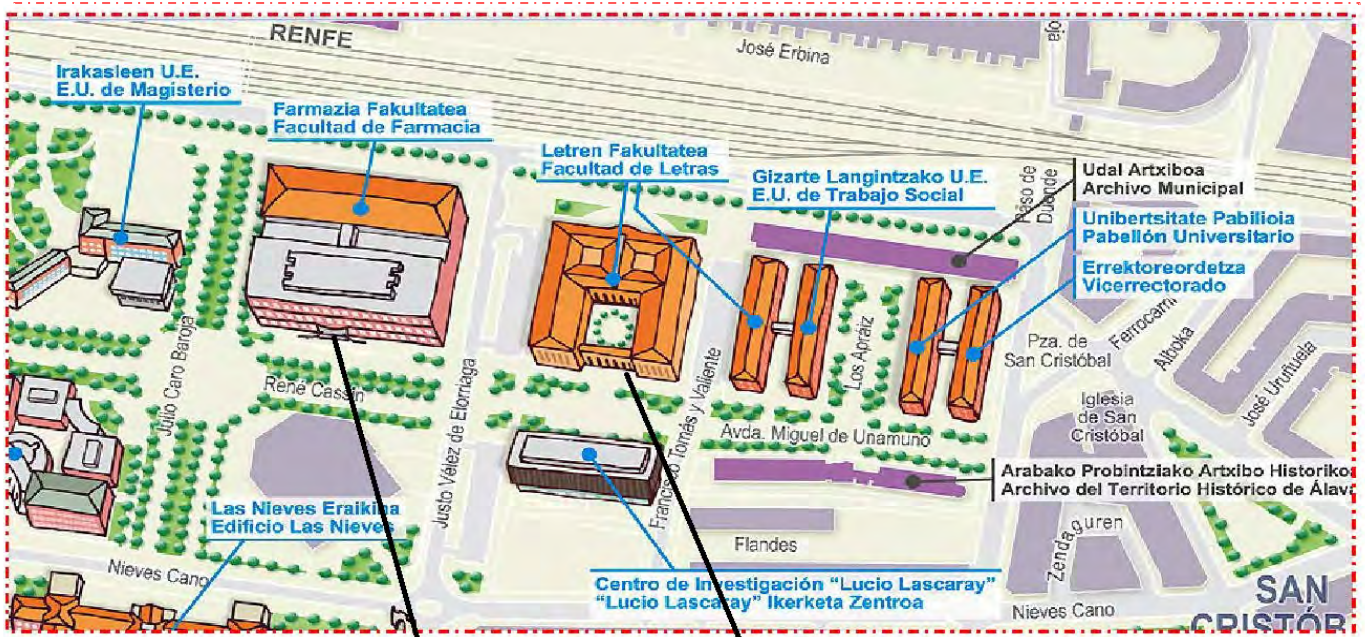 RENFE
José Erbina
Irakasleen U.E.
E.U. de Magisterio
Farmazia Fakultatea
Facultad de Farmacia
Letren Fakultatea
Facultad de Letras
Gizarte Langintzako U.E.
E.U. de Trabajo Social
Paso de
Duende
Udal Artxiboa
Archivo Municipal
Unibertsitate Pabilioia
Pabellón Universitario
Errektoreordetza
Vicerrectorado
Julio Caro Baroja
René Cassin
Justo Vélez de Elorriaga
Francisco Tomás y Valiente
Los Apráiz
Pza. de
San Cristóbal
Ferrocarri
Alboka
José Uruñuela
Iglesia
de San
Cristóbal
Avda. Miguel de Unamuno
Arabako Probintziako Artxibo Historiko
Archivo del Territorio Histórico de Álava
Las Nieves Eraikina
Edificio Las Nieves
Flandes
Zendaguren
Nieves Cano
Centro de Investigación “Lucio Lascaray”
“Lucio Lascaray” Ikerketa Zentroa
Nieves Cano
SAN
CRISTÓB